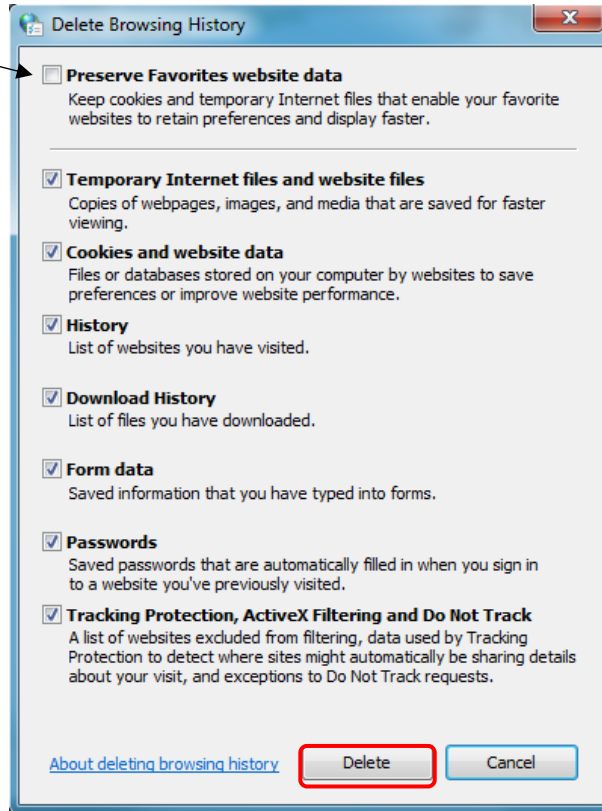 Delete Browsing History
Preserve Favorites website data
Keep cookies and temporary Internet files that enable your favorite
websites to retain preferences and display faster.
Temporary Internet files and website files
Copies of webpages, images, and media that are saved for faster
viewing.
Cookies and website data
Files or databases stored on your computer by websites to save
preferences or improve website performance.
History
List of websites you have visited.
Download History
List of files you have downloaded.
Form data
Saved information that you have typed into forms.
Passwords
Saved passwords that are automatically filled in when you sign in
to a website you've previously visited.
Tracking Protection, ActiveX Filtering and Do Not Track
A list of websites excluded from filtering, data used by Tracking
Protection to detect where sites might automatically be sharing details
about your visit, and exceptions to Do Not Track requests.
About deleting browsing history Delete Cancel